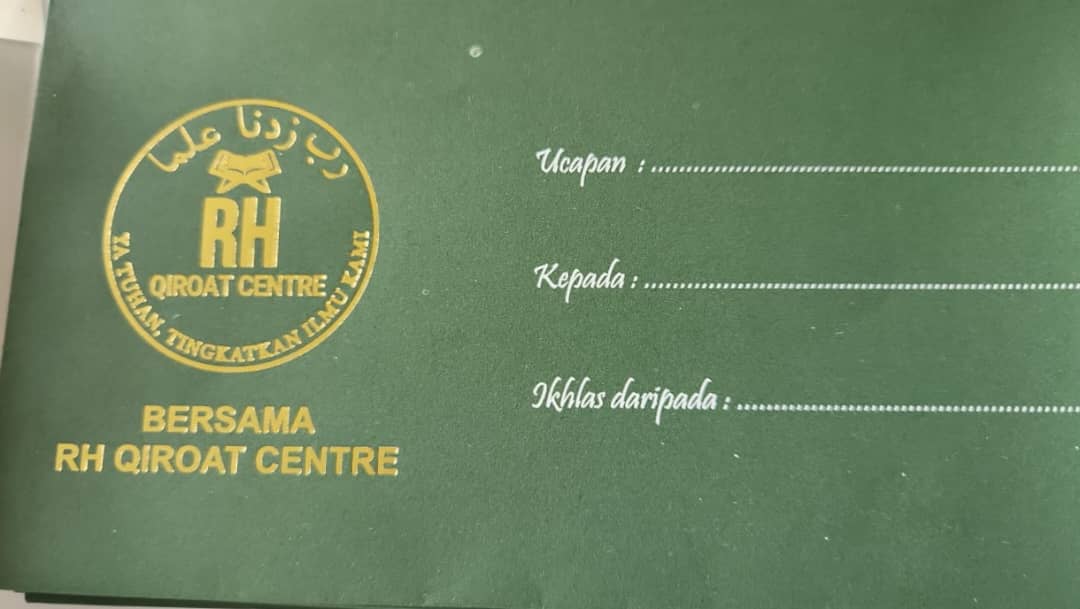 رب زدنا علما
RH
QIROAT CENTRE
YA TUHAN, TINGKATKAN ILMU KAMI
BERSAMA
RH QIROAT CENTRE
Ucapan : ............................................................
Kepada : ............................................................
Ikhlas daripada : ............................................................